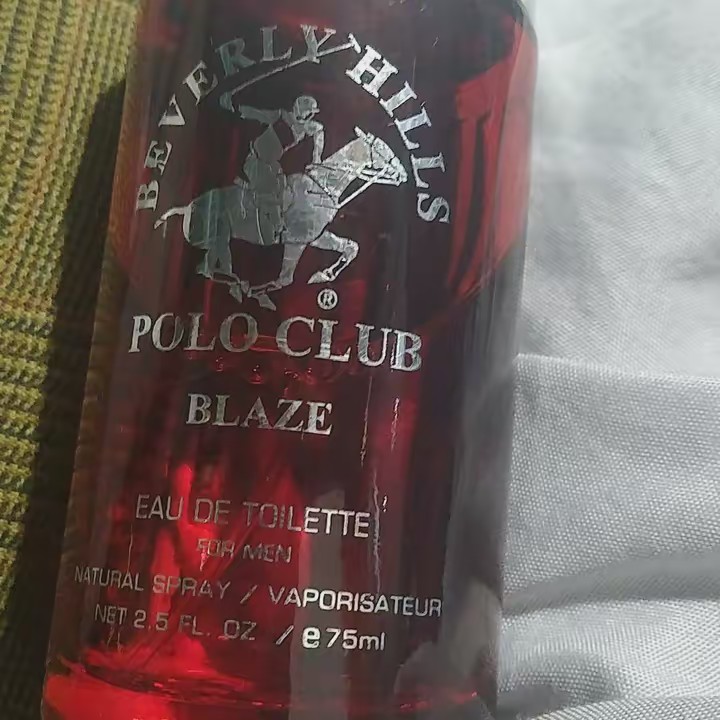 BEVERLY HILLS
®
POLO CLUB
BLAZE
EAU DE TOILETTE
FOR MEN
NATURAL SPRAY / VAPORISATEUR
NET 2.5 FL. OZ / e 75ml